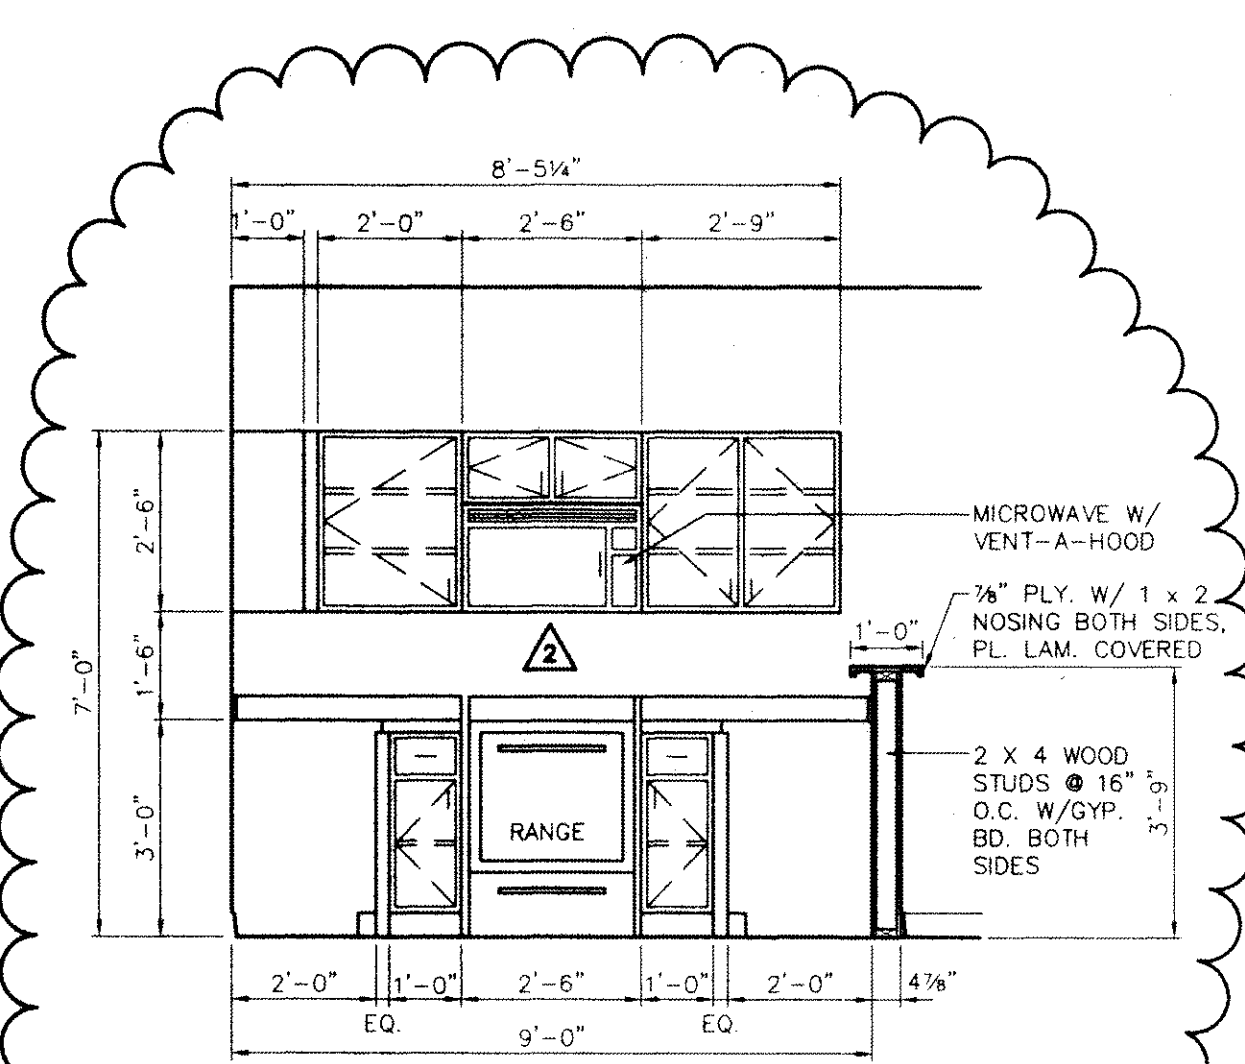 8'-5¼"
1'-0" 2'-0" 2'-6" 2'-9"
MICROWAVE W/
VENT-A-HOOD
⅞" PLY. W/ 1 x 2
NOSING BOTH SIDES,
PL. LAM. COVERED
1'-0"
2'-6"
1'-6"
7'-0"
3'-0"
2
RANGE
2 X 4 WOOD
STUDS @ 16"
O.C. W/GYP.
BD. BOTH
SIDES
3'-9"
2'-0" 1'-0" 2'-6" 1'-0" 2'-0" 4⅞"
EQ. EQ.
9'-0"